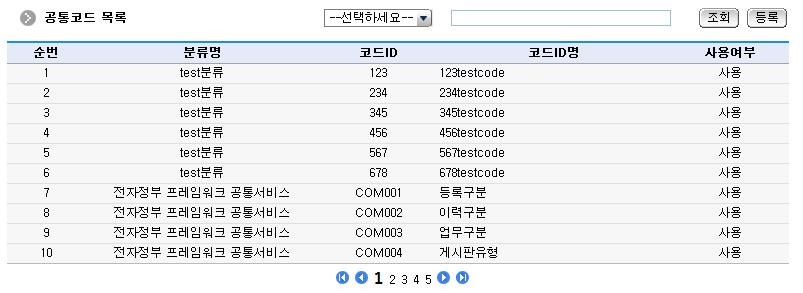 공통코드 목록 --선택하세요-- 조회 등록
순번 분류명 코드ID 코드ID명 사용여부
1 test분류 123 123testcode 사용
2 test분류 234 234testcode 사용
3 test분류 345 345testcode 사용
4 test분류 456 456testcode 사용
5 test분류 567 567testcode 사용
6 test분류 678 678testcode 사용
7 전자정부 프레임워크 공통서비스 COM001 등록구분 사용
8 전자정부 프레임워크 공통서비스 COM002 이력구분 사용
9 전자정부 프레임워크 공통서비스 COM003 업무구분 사용
10 전자정부 프레임워크 공통서비스 COM004 게시판유형 사용
1 2 3 4 5